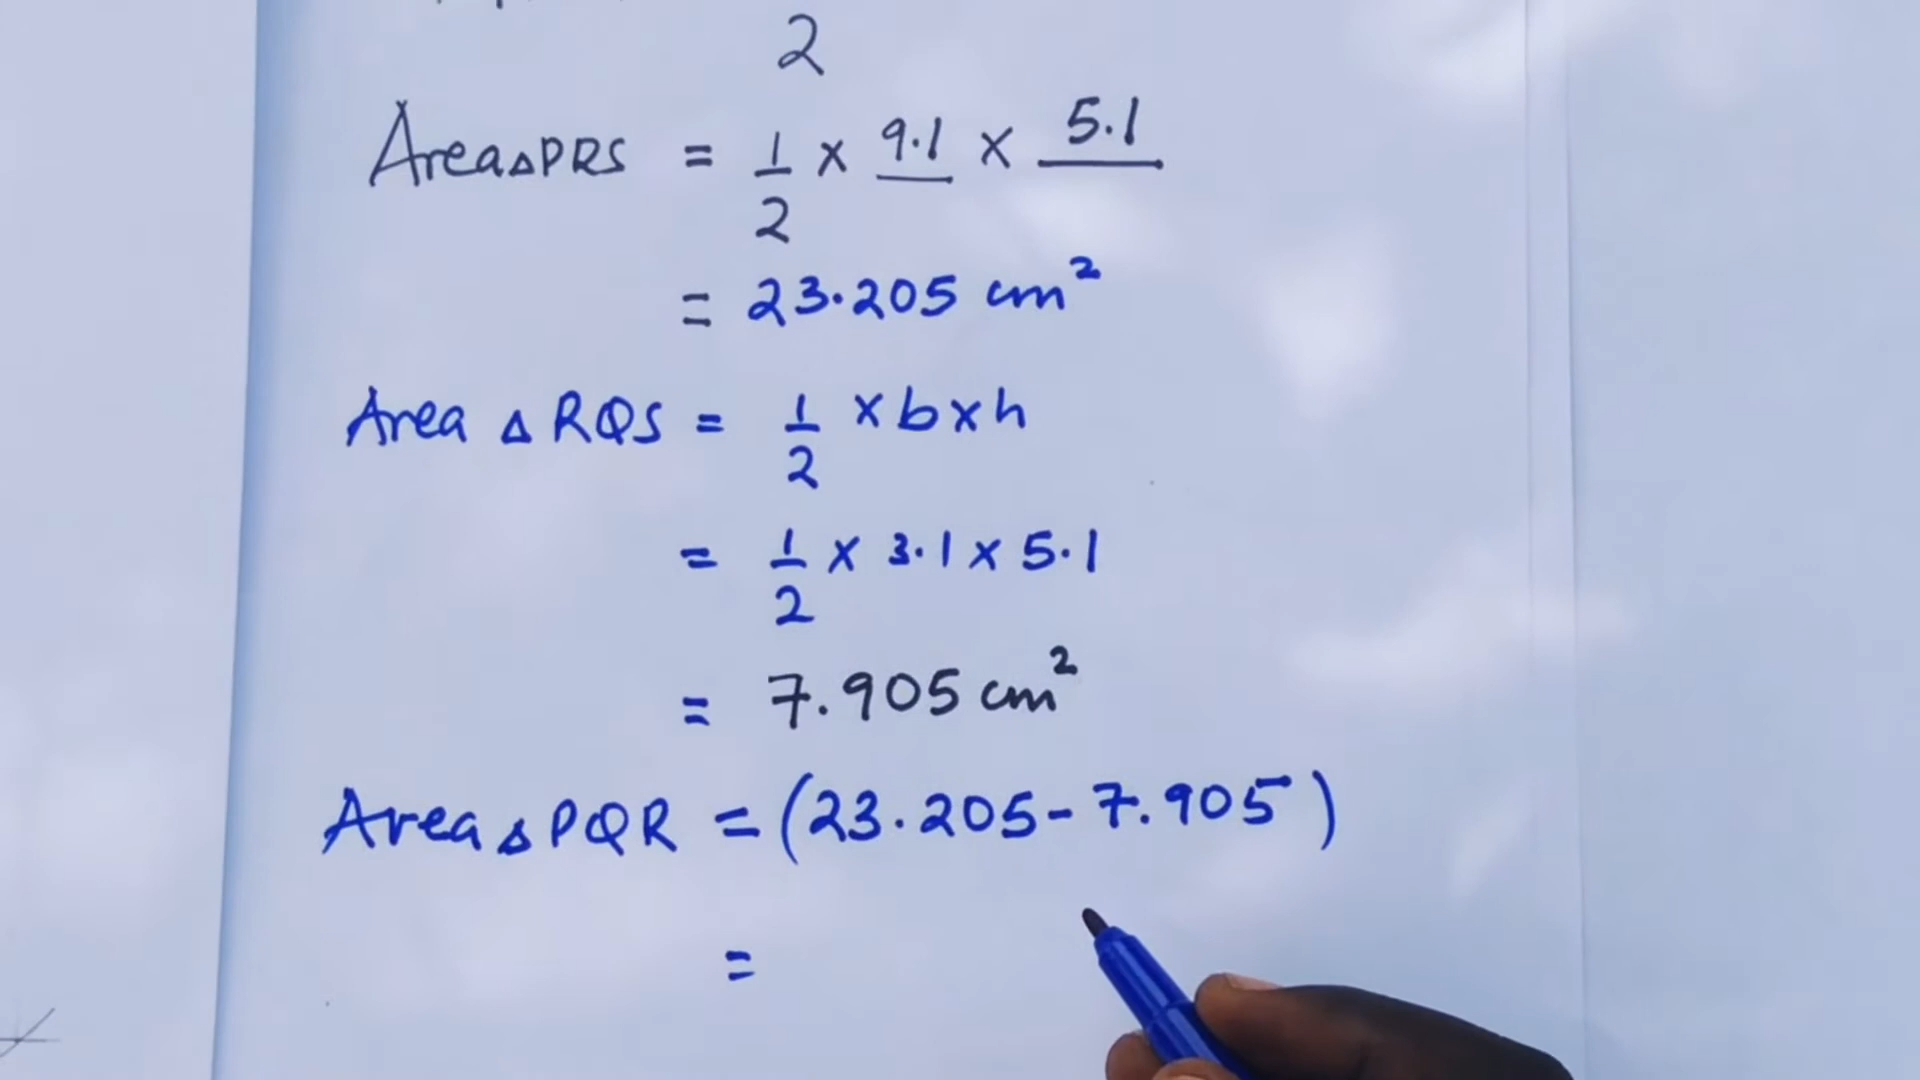 2
Area△PRS = 1/2 × 9.1 × 5.1
= 23.205 cm²
Area △ RQS = 1/2 × b × h
= 1/2 × 3.1 × 5.1
= 7.905 cm²
Area △ PQR = (23.205 - 7.905)
=